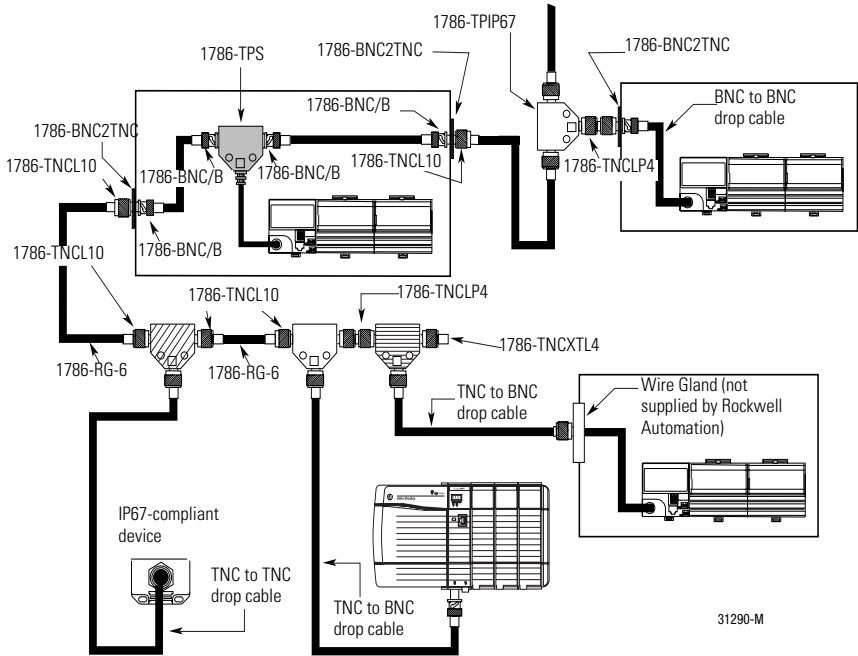 1786-TPIP67
1786-TPS
1786-BNC2TNC
1786-BNC2TNC
1786-BNC/B
BNC to BNC
drop cable
1786-BNC2TNC
1786-TNCL10
1786-BNC/B
1786-BNC/B
1786-TNCL10
1786-TNCLP4
1786-BNC/B
1786-TNCL10
1786-TNCL10
1786-TNCLP4
1786-TNCXTL4
1786-RG-6
1786-RG-6
TNC to BNC
drop cable
Wire Gland (not
supplied by Rockwell
Automation)
IP67-compliant
device
TNC to TNC
drop cable
TNC to BNC
drop cable
31290-M